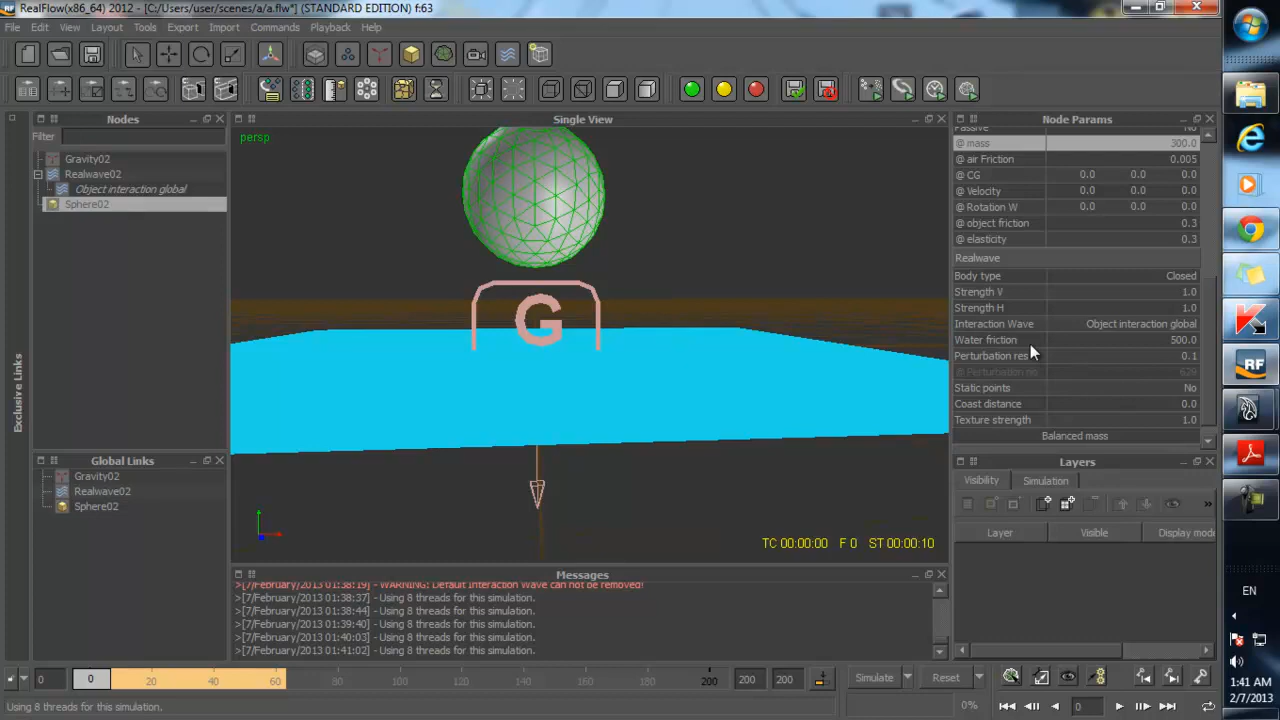 RealFlow(x86_64) 2012 - [C:/Users/user/scenes/a/a.flw*] (STANDARD EDITION) f:63
File Edit View Layout Tools Export Import Commands Playback Help
Nodes
Single View
Node Params
Filter
persp
Gravity02
Realwave02
Object interaction global
Sphere02
Passive No
@ mass 300.0
@ air Friction 0.005
@ CG 0.0 0.0 0.0
@ Velocity 0.0 0.0 0.0
@ Rotation W 0.0 0.0 0.0
@ object friction 0.3
@ elasticity 0.3
Realwave
Body type Closed
Strength V 1.0
Strength H 1.0
Interaction Wave Object interaction global
Water friction 500.0
Perturbation res 0.1
@ Perturbation no 629
Static points No
Coast distance 0.0
Texture strength 1.0
Balanced mass
G
Exclusive Links
Global Links
Gravity02
Realwave02
Sphere02
Layers
Visibility Simulation
Layer Visible Display mode
TC 00:00:00 F 0 ST 00:00:10
Messages
>[7/February/2013 01:38:19] - WARNING: Default Interaction Wave can not be removed!
>[7/February/2013 01:38:37] - Using 8 threads for this simulation.
>[7/February/2013 01:38:44] - Using 8 threads for this simulation.
>[7/February/2013 01:39:40] - Using 8 threads for this simulation.
>[7/February/2013 01:40:03] - Using 8 threads for this simulation.
>[7/February/2013 01:41:02] - Using 8 threads for this simulation.
0 0 20 40 60 80 100 120 140 160 180 200 200 200
Simulate Reset
Using 8 threads for this simulation.
0% 0
RF
RF
EN
1:41 AM
2/7/2013